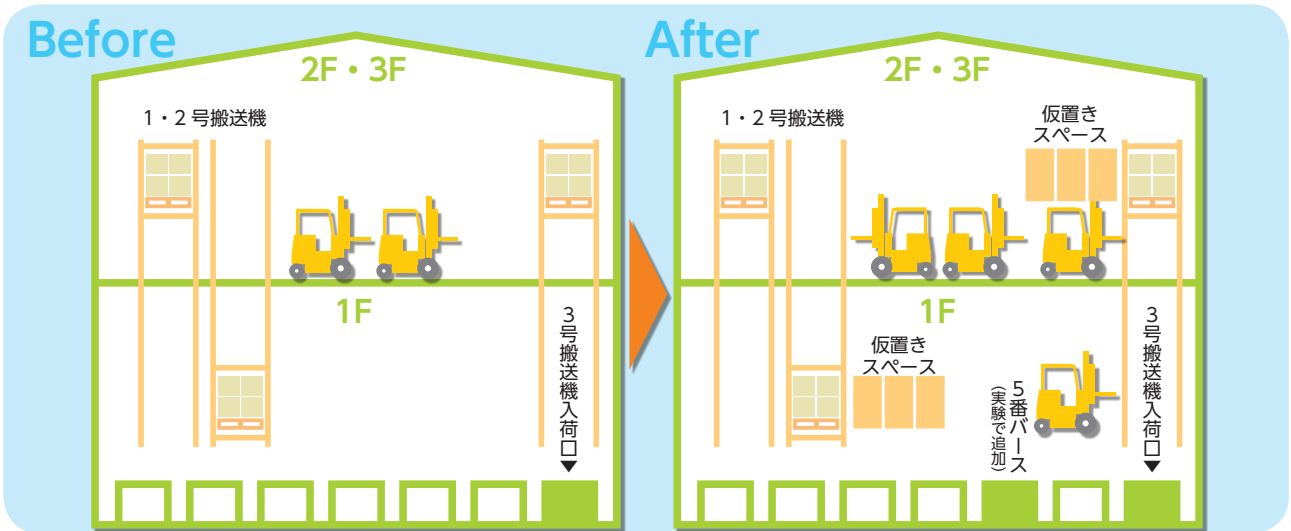 Before
2F・3F
1・2号搬送機
1F
3号搬送機入荷口▼
After
2F・3F
1・2号搬送機
仮置き
スペース
1F
仮置き
スペース
5番バース
(実験で追加)
3号搬送機入荷口▼